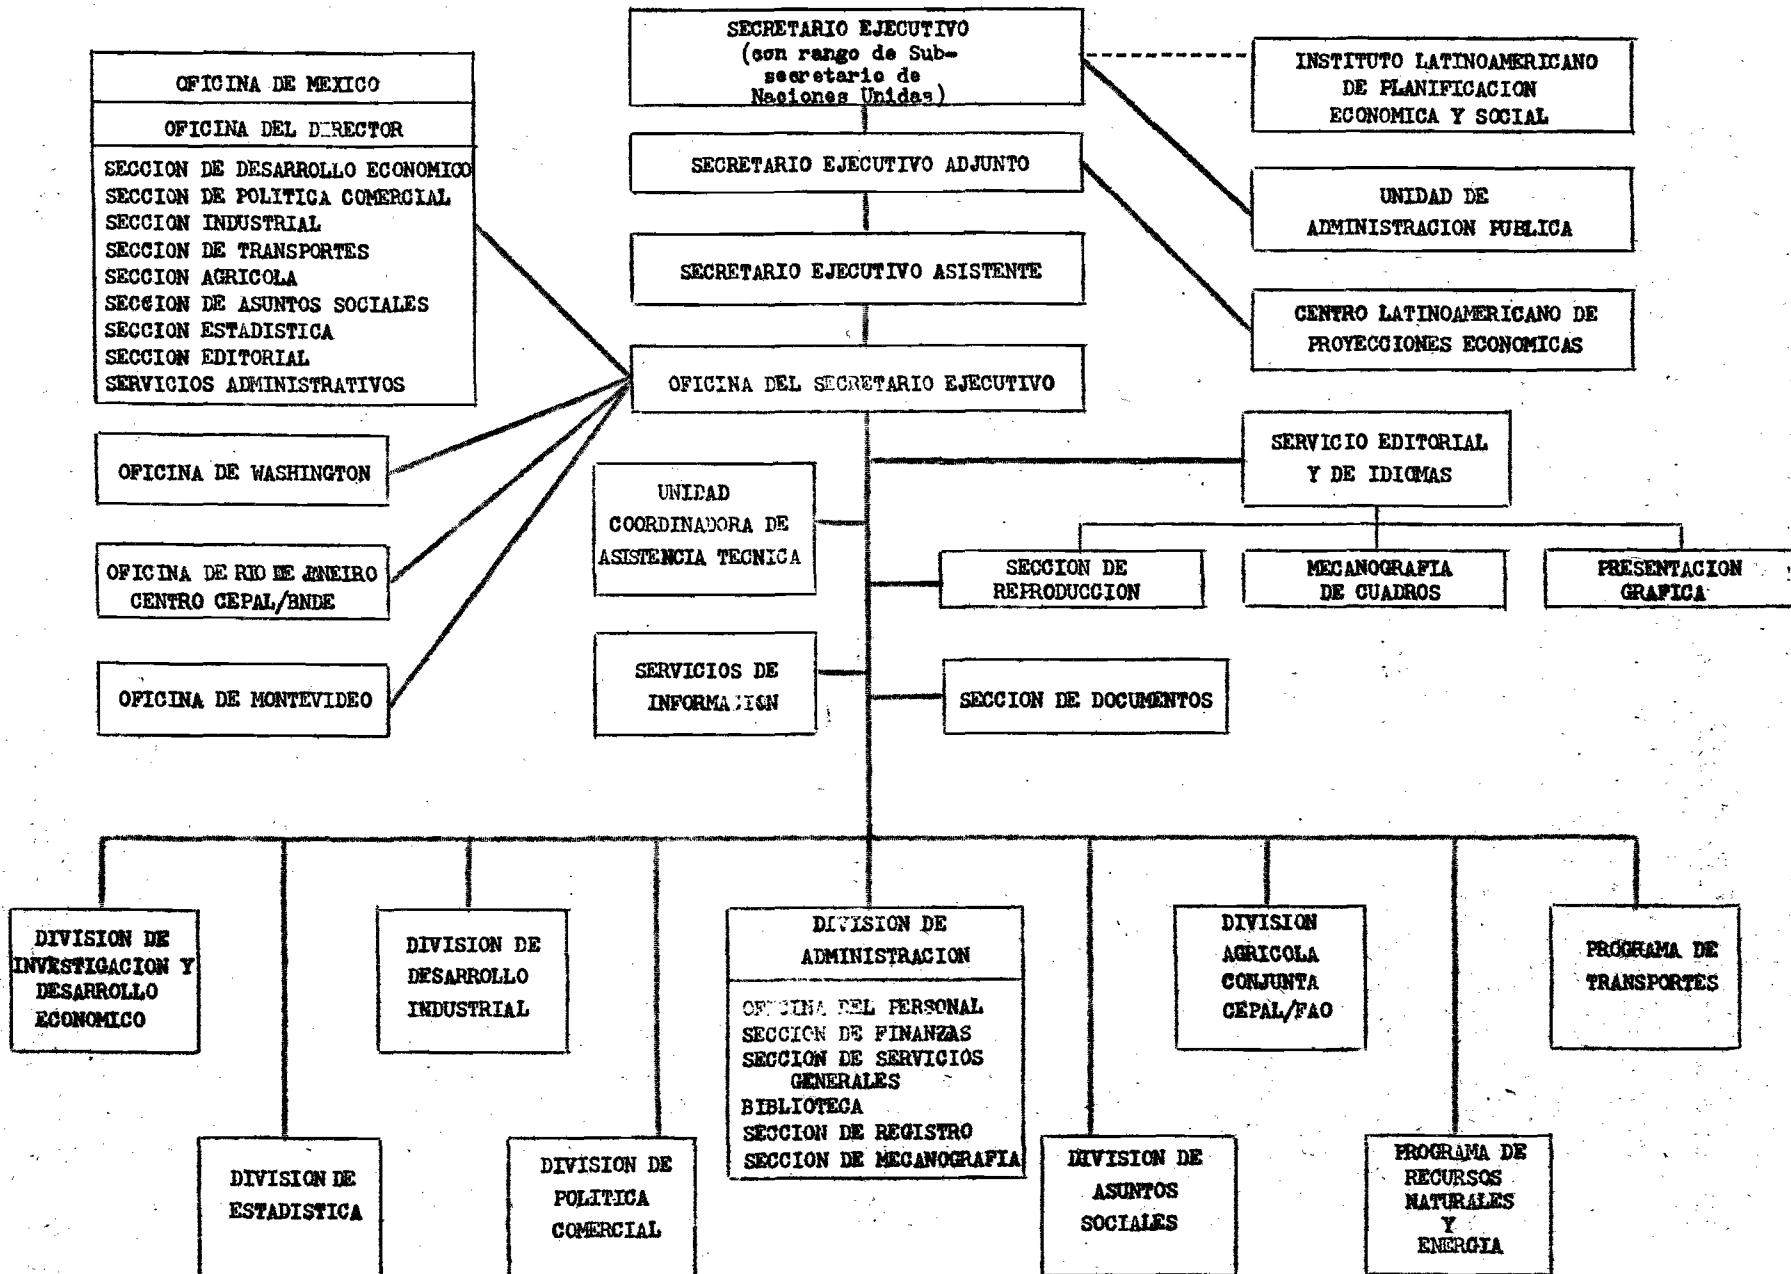 SECRETARIO EJECUTIVO
(con rango de Sub-
secretario de
Naciones Unidas)
INSTITUTO LATINOAMERICANO
DE PLANIFICACION
ECONOMICA Y SOCIAL
OFICINA DE MEXICO
OFICINA DEL DIRECTOR
SECCION DE DESARROLLO ECONOMICO
SECCION DE POLITICA COMERCIAL
SECCION INDUSTRIAL
SECCION DE TRANSPORTES
SECCION AGRICOLA
SECCION DE ASUNTOS SOCIALES
SECCION ESTADISTICA
SECCION EDITORIAL
SERVICIOS ADMINISTRATIVOS
SECRETARIO EJECUTIVO ADJUNTO
UNIDAD DE
ADMINISTRACION PUBLICA
SECRETARIO EJECUTIVO ASISTENTE
CENTRO LATINOAMERICANO DE
PROYECCIONES ECONOMICAS
OFICINA DEL SECRETARIO EJECUTIVO
OFICINA DE WASHINGTON
OFICINA DE RIO DE JANEIRO
CENTRO CEPAL/BNDE
OFICINA DE MONTEVIDEO
UNIDAD
COORDINADORA DE
ASISTENCIA TECNICA
SERVICIO EDITORIAL
Y DE IDIOMAS
SECCION DE
REPRODUCCION
MECANOGRAFIA
DE CUADROS
PRESENTACION
GRAFICA
SERVICIOS DE
INFORMACION
SECCION DE DOCUMENTOS
DIVISION DE
INVESTIGACION Y
DESARROLLO
ECONOMICO
DIVISION DE
ESTADISTICA
DIVISION DE
DESARROLLO
INDUSTRIAL
DIVISION DE
POLITICA
COMERCIAL
DIVISION DE
ADMINISTRACION
OFICINA DEL PERSONAL
SECCION DE FINANZAS
SECCION DE SERVICIOS
GENERALES
BIBLIOTECA
SECCION DE REGISTRO
SECCION DE MECANOGRAFIA
DIVISION DE
ASUNTOS
SOCIALES
DIVISION
AGRICOLA
CONJUNTA
CEPAL/FAO
PROGRAMA DE
RECURSOS
NATURALES
Y
ENERGIA
PROGRAMA DE
TRANSPORTES